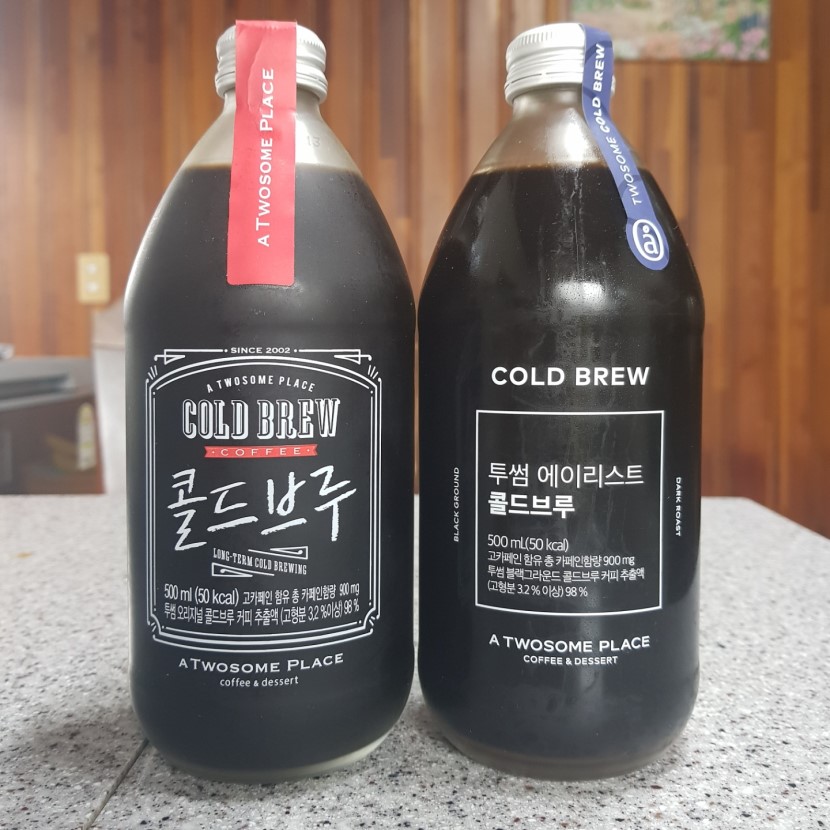 A TWOSOME PLACE
· SINCE 2002 ·
A TWOSOME PLACE
COLD BREW
· COFFEE ·
콜드브루
LONG-TERM COLD BREWING
500 ml (50 kcal) 고카페인 함유 총 카페인함량 900 mg
투썸 오리지널 콜드브루 커피 추출액 (고형분 3.2 %이상) 98 %
A TWOSOME PLACE
coffee & dessert
TWOSOME COLD BREW
a
COLD BREW
BLACK GROUND
투썸 에이리스트
콜드브루
500 mL(50 kcal)
고카페인 함유 총 카페인함량 900 mg
투썸 블랙그라운드 콜드브루 커피 추출액
(고형분 3.2 % 이상) 98 %
DARK ROAST
A TWOSOME PLACE
COFFEE & DESSERT